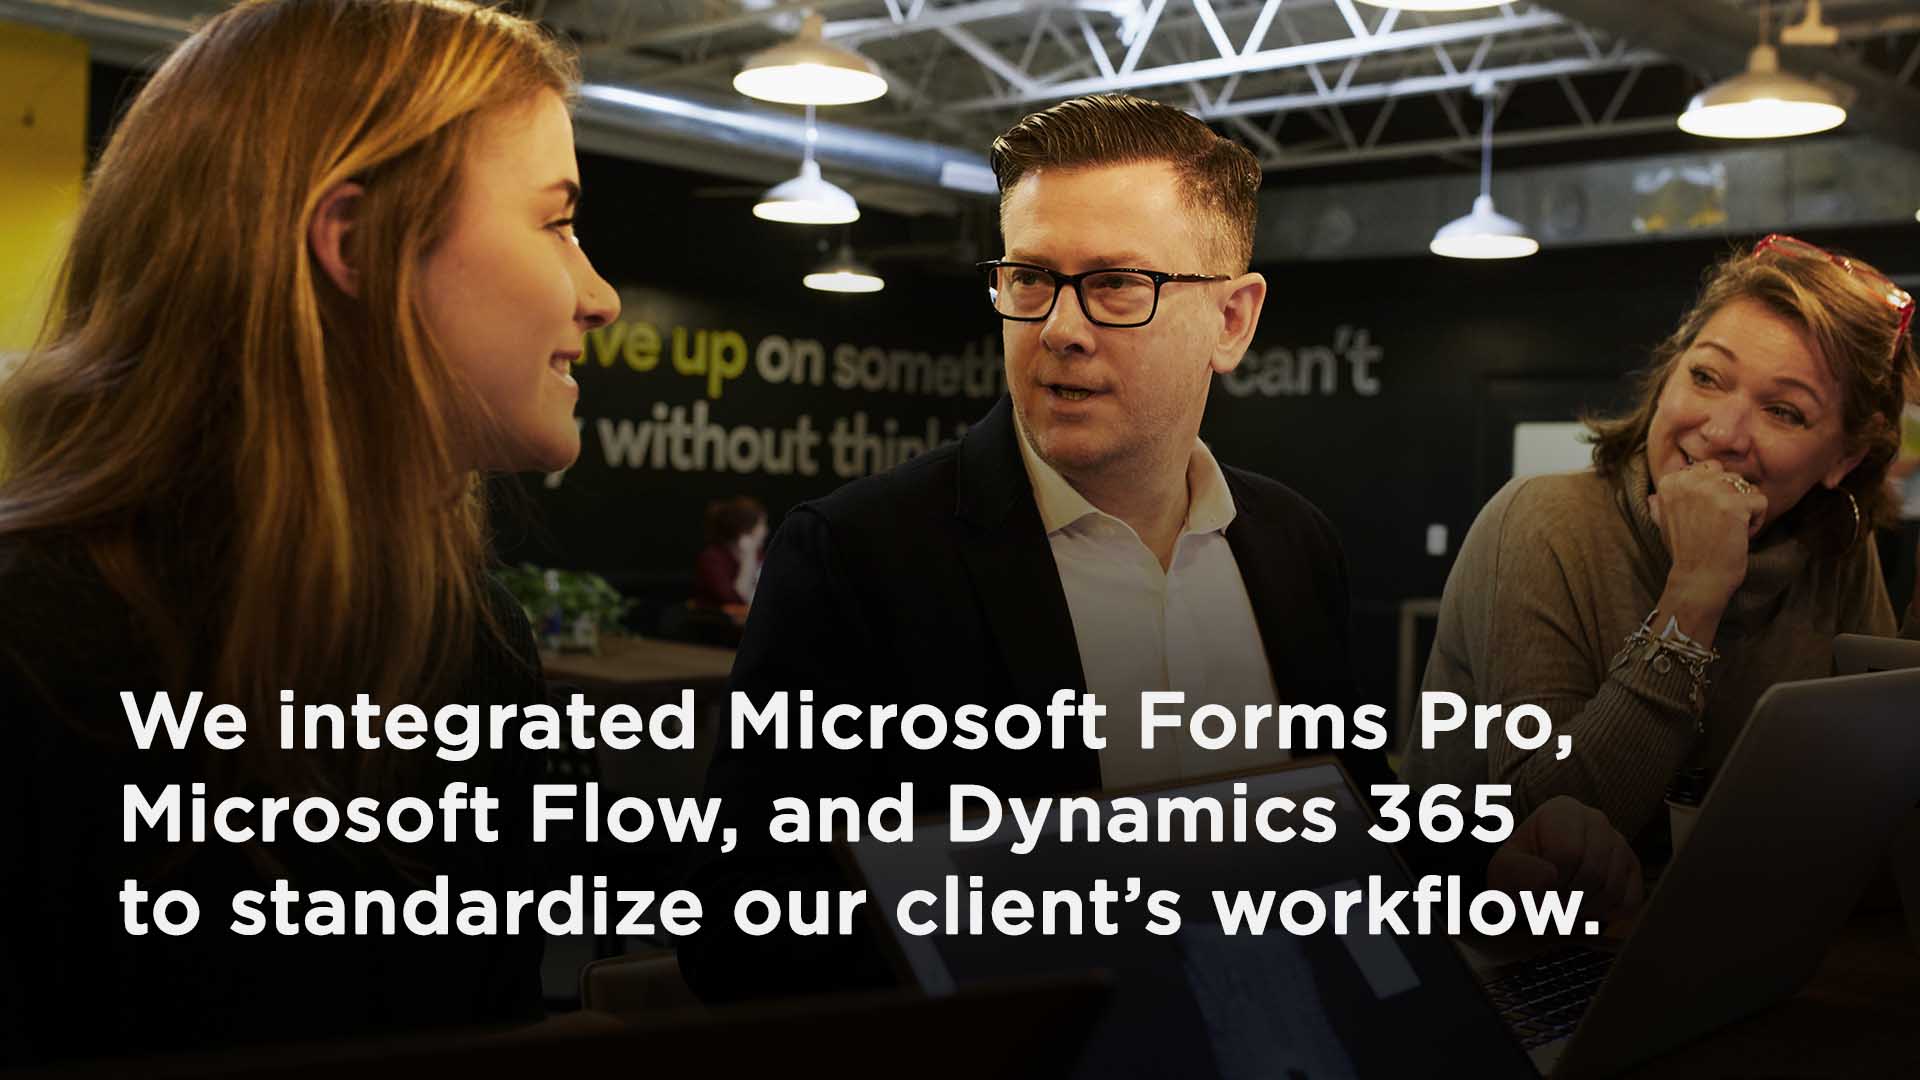 up on
can't
without
We integrated Microsoft Forms Pro,
Microsoft Flow, and Dynamics 365
to standardize our client's workflow.